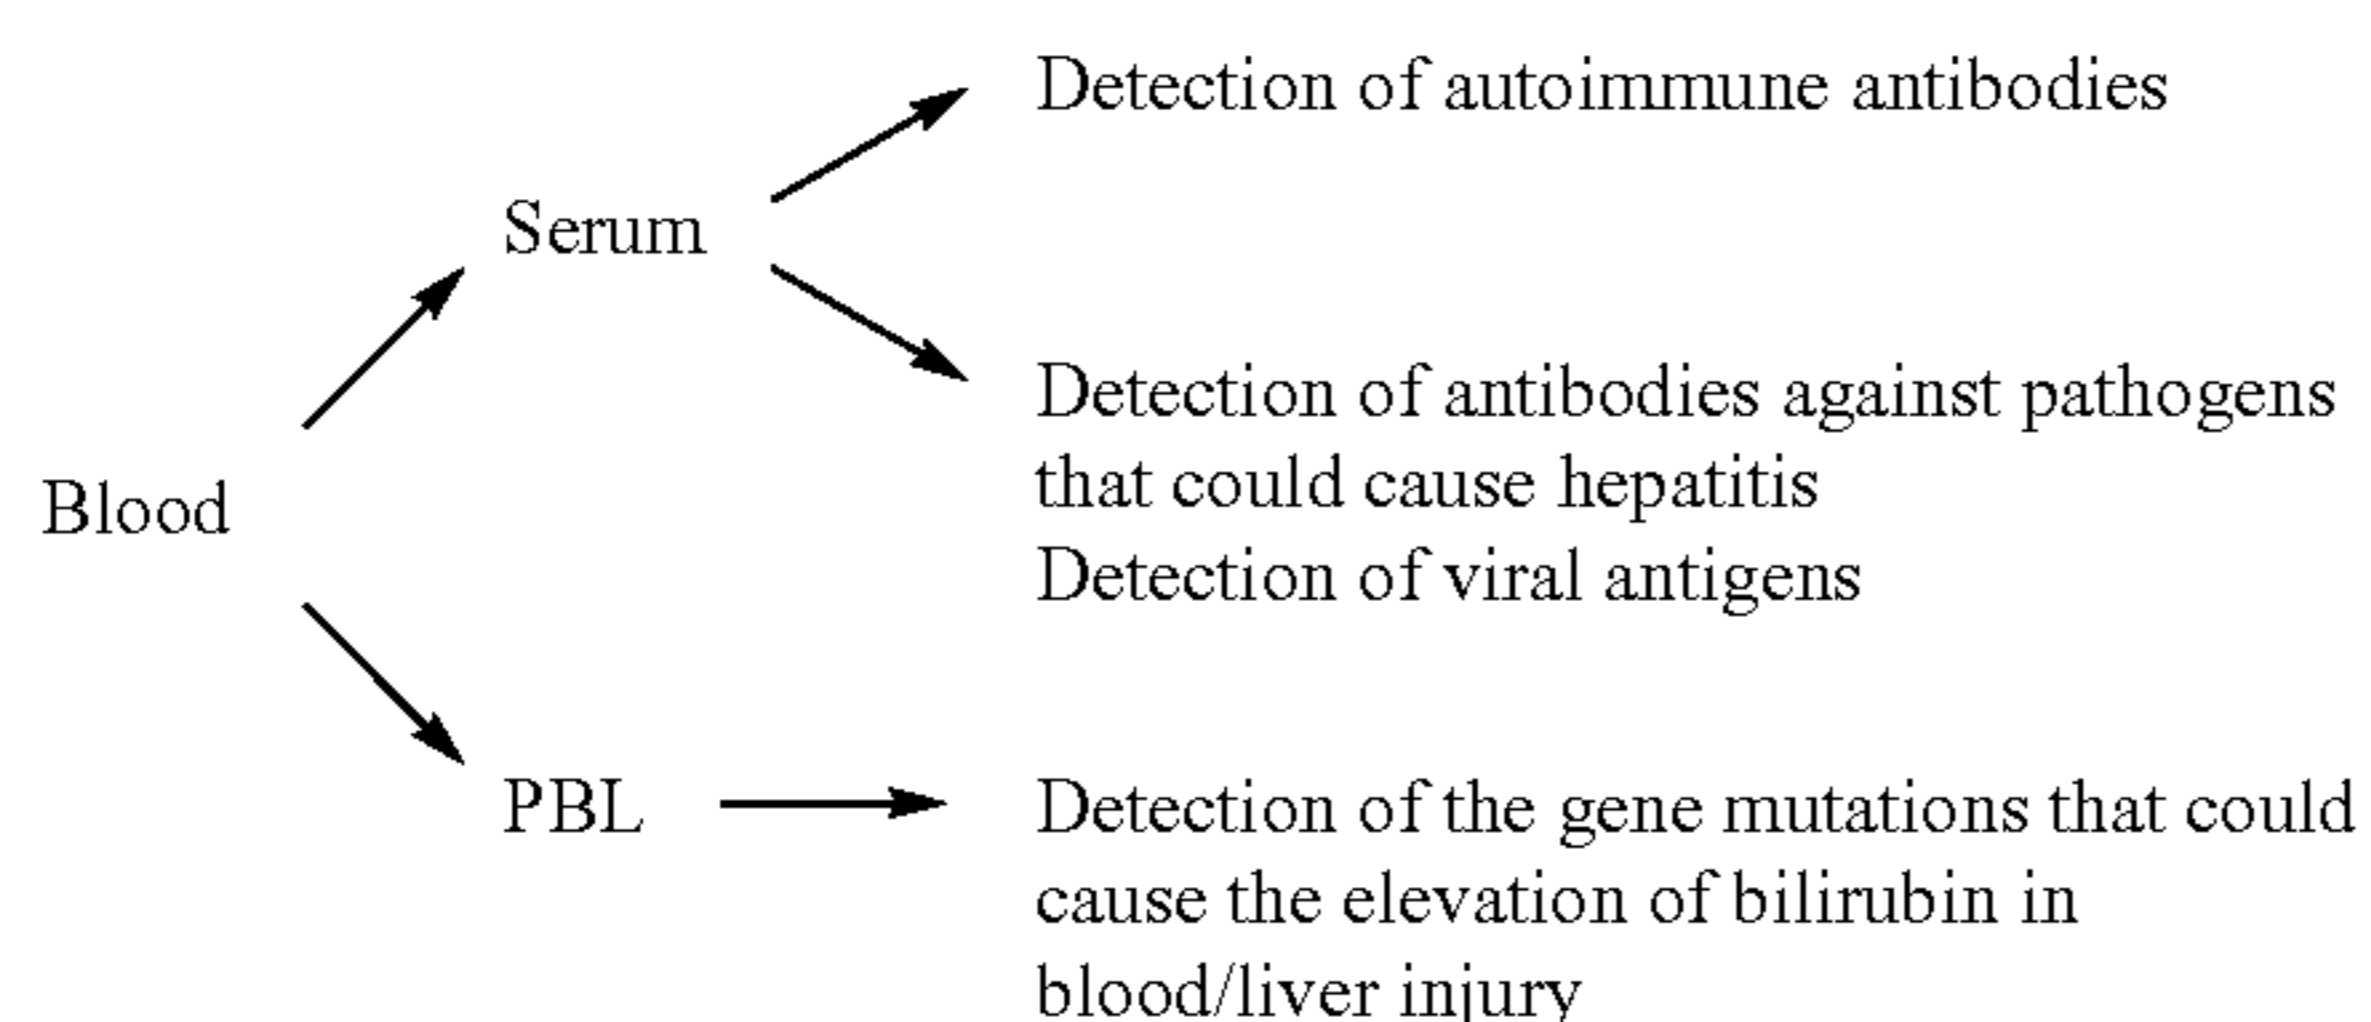 Detection of autoimmune antibodies
Serum
Detection of antibodies against pathogens
that could cause hepatitis
Blood
Detection of viral antigens
PBL
Detection of the gene mutations that could
cause the elevation of bilirubin in
blood/liver injury